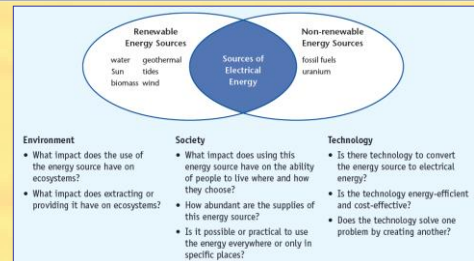 Renewable
Energy Sources
water geothermal
Sun tides
biomass wind
Sources of
Electrical
Energy
Non-renewable
Energy Sources
fossil fuels
uranium
Environment
• What impact does the use of
the energy source have on
ecosystems?
• What impact does extracting or
providing it have on ecosystems?
Society
• What impact does using this
energy source have on the ability
of people to live where and how
they choose?
• How abundant are the supplies of
this energy source?
• Is it possible or practical to use
the energy everywhere or only in
specific places?
Technology
• Is there technology to convert
the energy source to electrical
energy?
• Is the technology energy-efficient
and cost-effective?
• Does the technology solve one
problem by creating another?